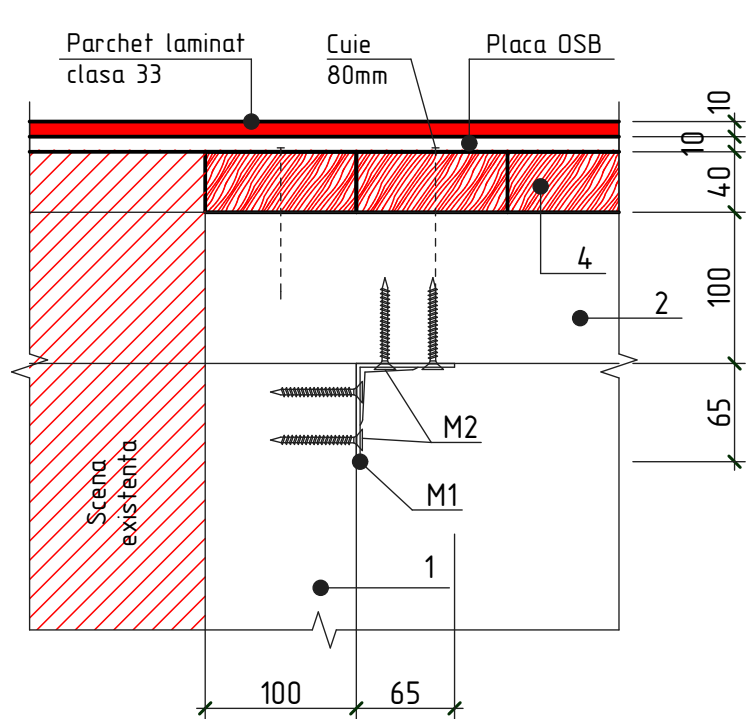 Parchet laminat
clasa 33
Cuie
80mm
Placa OSB
10
10
40
4
100
2
65
M2
M1
Scena
existenta
1
100
65